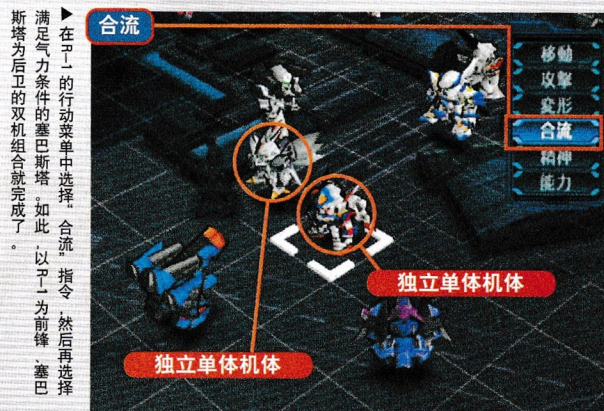 ▶在R-1的行动菜单中选择“合流”指令,然后再选择
满足气力条件的塞巴斯塔。如此,以R-1为前锋、塞巴
斯塔为后卫的双机组合就完成了。
合流
移動
攻撃
変形
合流
精神
能力
独立单体机体
独立单体机体